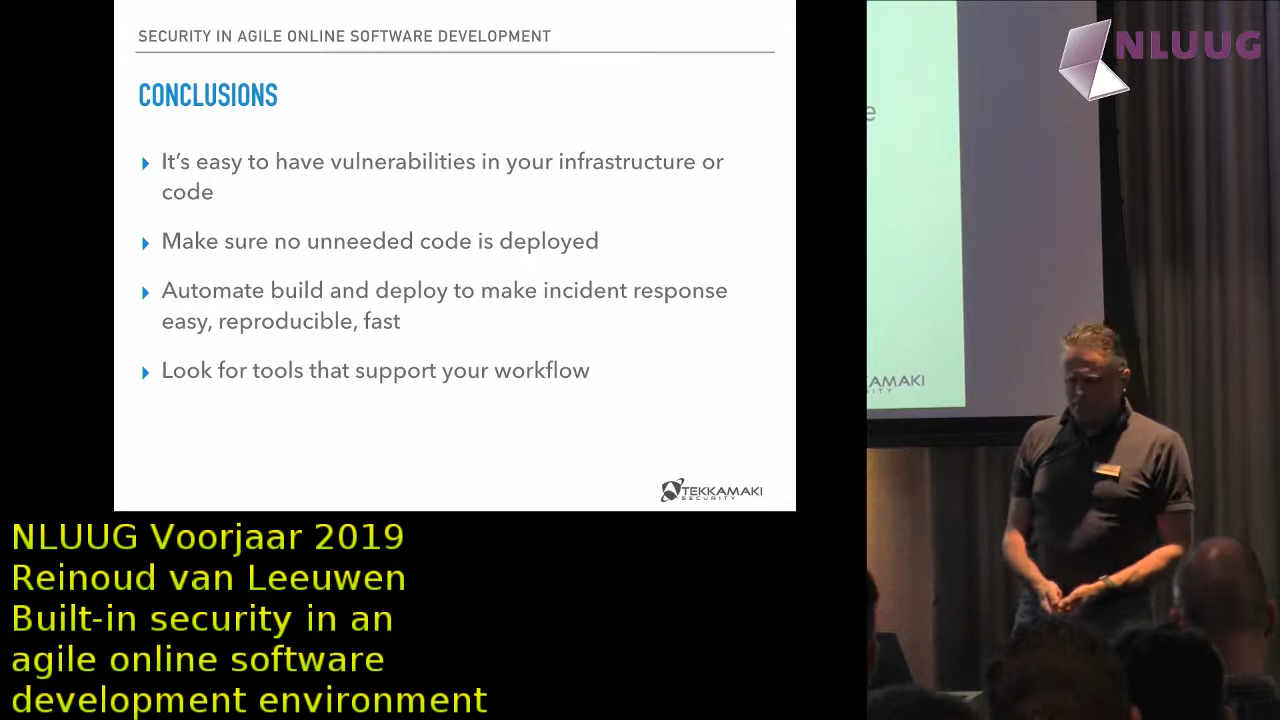 SECURITY IN AGILE ONLINE SOFTWARE DEVELOPMENT
CONCLUSIONS
It's easy to have vulnerabilities in your infrastructure or
code
Make sure no unneeded code is deployed
Automate build and deploy to make incident response
easy, reproducible, fast
Look for tools that support your workflow
TEKKAMAKI
SECURITY
NLUUG
e
AMAKI
ITY
NLUUG Voorjaar 2019
Reinoud van Leeuwen
Built-in security in an
agile online software
development environment